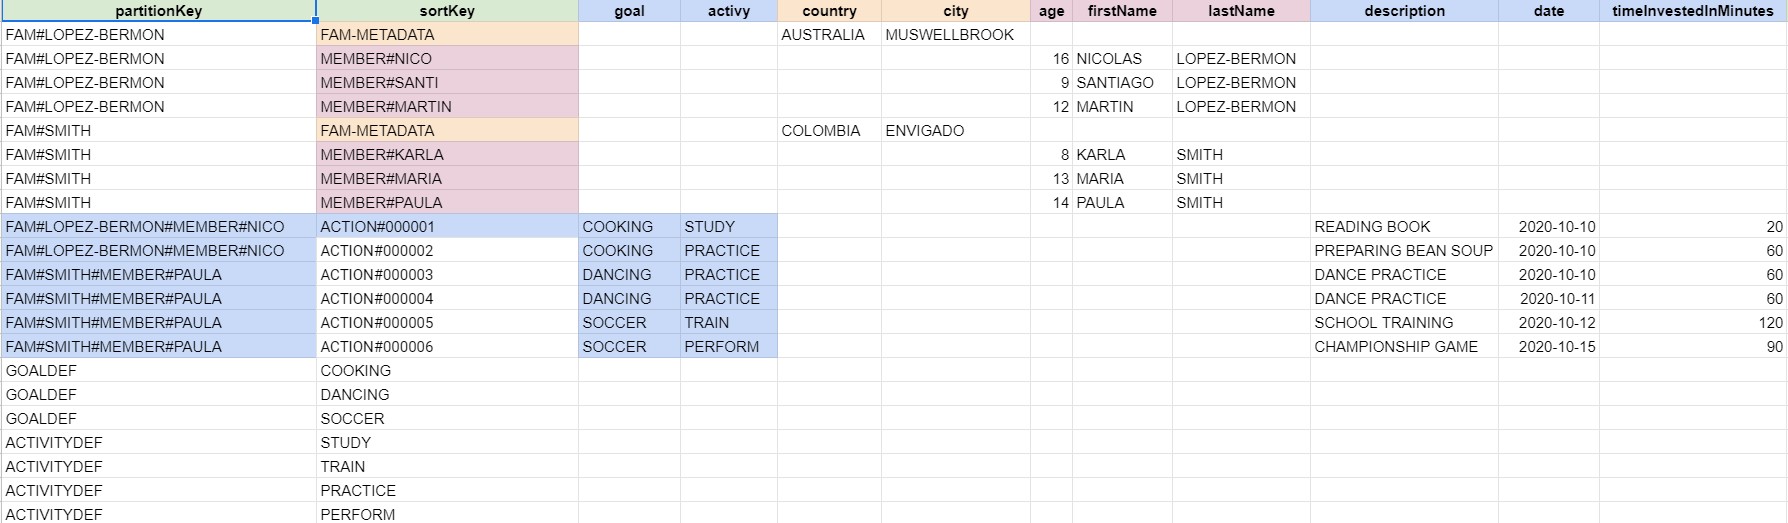 partitionKey sortKey goal activy country city age firstName lastName description date timeInvestedInMinutes
FAM#LOPEZ-BERMON FAM-METADATA AUSTRALIA MUSWELLBROOK
FAM#LOPEZ-BERMON MEMBER#NICO 16 NICOLAS LOPEZ-BERMON
FAM#LOPEZ-BERMON MEMBER#SANTI 9 SANTIAGO LOPEZ-BERMON
FAM#LOPEZ-BERMON MEMBER#MARTIN 12 MARTIN LOPEZ-BERMON
FAM#SMITH FAM-METADATA COLOMBIA ENVIGADO
FAM#SMITH MEMBER#KARLA 8 KARLA SMITH
FAM#SMITH MEMBER#MARIA 13 MARIA SMITH
FAM#SMITH MEMBER#PAULA 14 PAULA SMITH
FAM#LOPEZ-BERMON#MEMBER#NICO ACTION#000001 COOKING STUDY READING BOOK 2020-10-10 20
FAM#LOPEZ-BERMON#MEMBER#NICO ACTION#000002 COOKING PRACTICE PREPARING BEAN SOUP 2020-10-10 60
FAM#SMITH#MEMBER#PAULA ACTION#000003 DANCING PRACTICE DANCE PRACTICE 2020-10-10 60
FAM#SMITH#MEMBER#PAULA ACTION#000004 DANCING PRACTICE DANCE PRACTICE 2020-10-11 60
FAM#SMITH#MEMBER#PAULA ACTION#000005 SOCCER TRAIN SCHOOL TRAINING 2020-10-12 120
FAM#SMITH#MEMBER#PAULA ACTION#000006 SOCCER PERFORM CHAMPIONSHIP GAME 2020-10-15 90
GOALDEF COOKING
GOALDEF DANCING
GOALDEF SOCCER
ACTIVITYDEF STUDY
ACTIVITYDEF TRAIN
ACTIVITYDEF PRACTICE
ACTIVITYDEF PERFORM